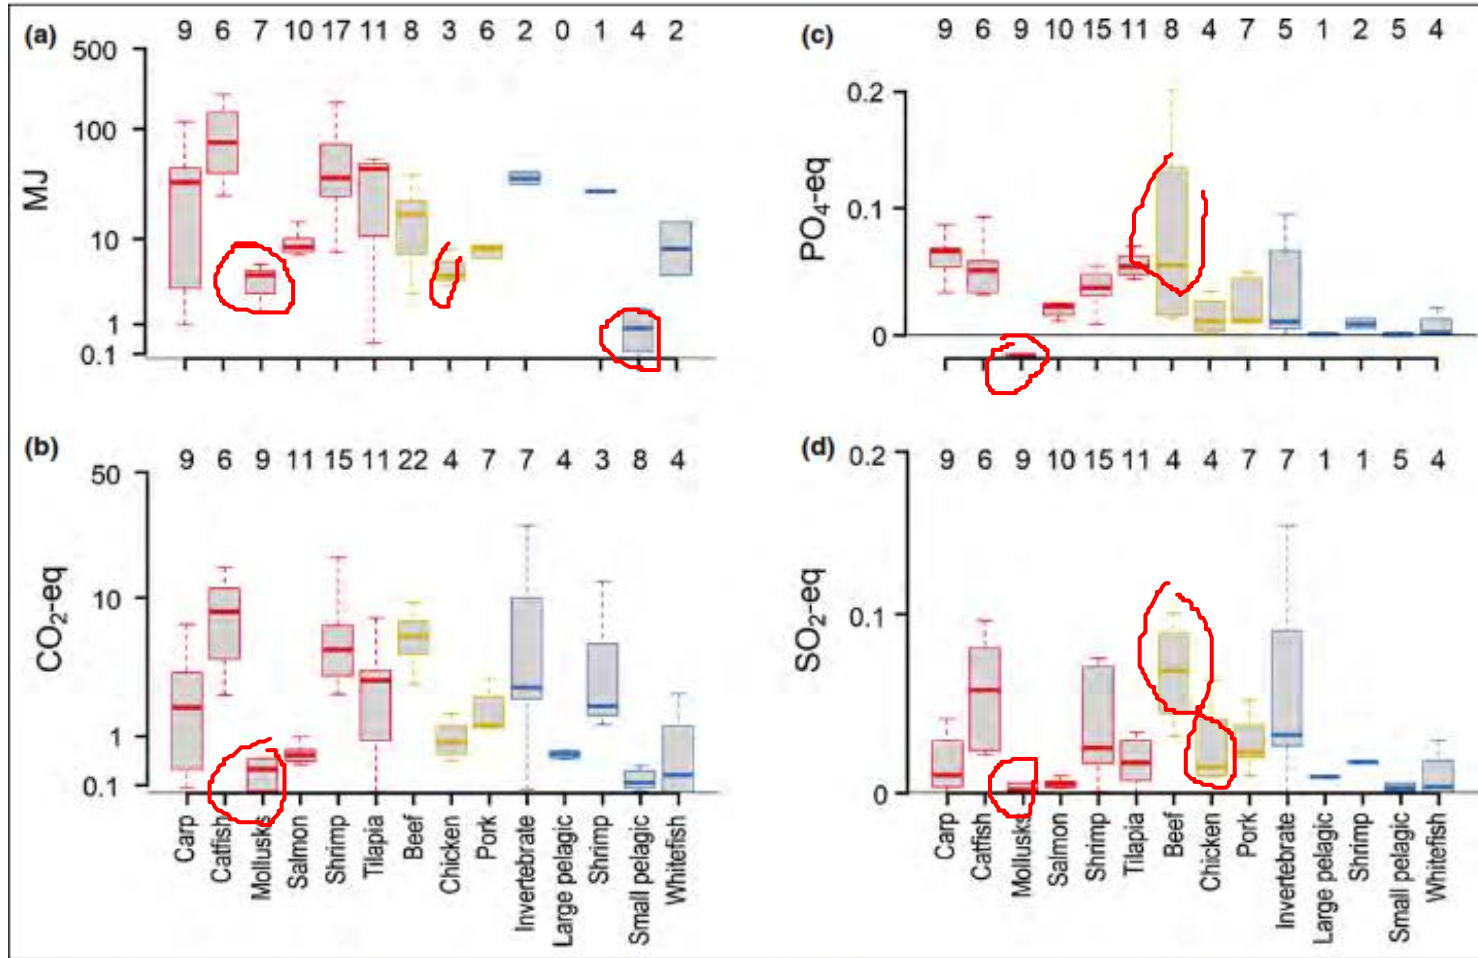 (a)
9 6 7 10 17 11 8 3 6 2 0 1 4 2
500
100
10
1
0.1
MJ
(c)
9 6 9 10 15 11 8 4 7 5 1 2 5 4
0.2
0.1
0
PO4-eq
(b)
9 6 9 11 15 11 22 4 7 7 4 3 8 4
50
10
1
0.1
CO2-eq
Carp
Catfish
Mollusks
Salmon
Shrimp
Tilapia
Beef
Chicken
Pork
Invertebrate
Large pelagic
Shrimp
Small pelagic
Whitefish
(d)
9 6 9 10 15 11 4 4 7 7 1 1 5 4
0.2
0.1
0
SO2-eq
Carp
Catfish
Mollusks
Salmon
Shrimp
Tilapia
Beef
Chicken
Pork
Invertebrate
Large pelagic
Shrimp
Small pelagic
Whitefish